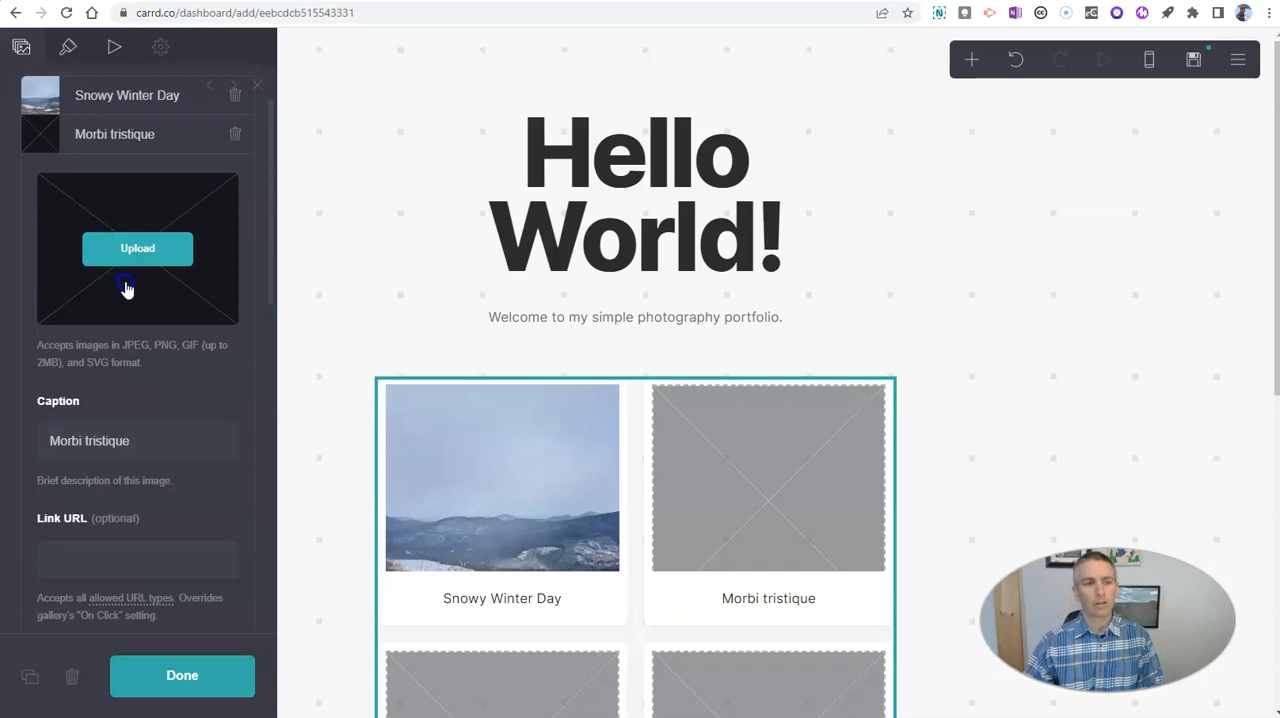 carrd.co/dashboard/add/eebcdcb515543331
Snowy Winter Day
Morbi tristique
Upload
Accepts images in JPEG, PNG, GIF (up to
2MB), and SVG format.
Caption
Morbi tristique
Brief description of this image.
Link URL (optional)
Accepts all allowed URL types. Overrides
gallery's "On Click" setting.
Done
Hello
World!
Welcome to my simple photography portfolio.
Snowy Winter Day
Morbi tristique